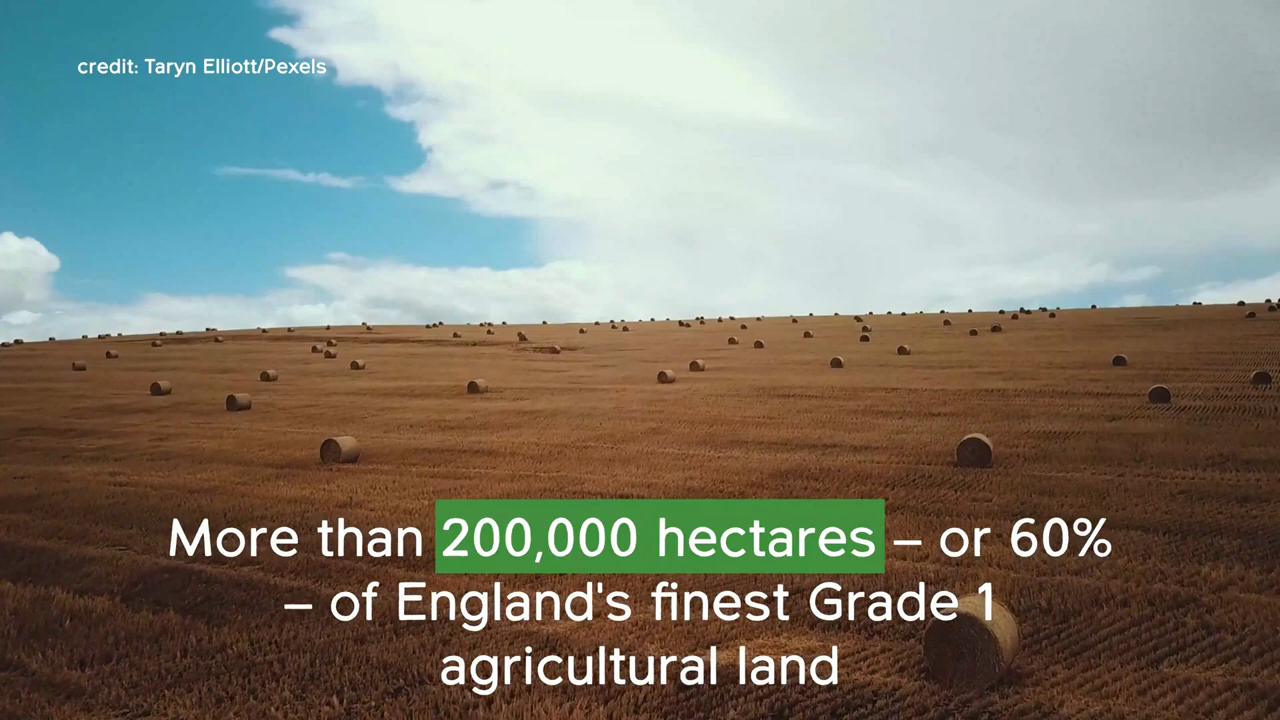 credit: Taryn Elliott/Pexels
More than 200,000 hectares – or 60%
– of England's finest Grade 1
agricultural land